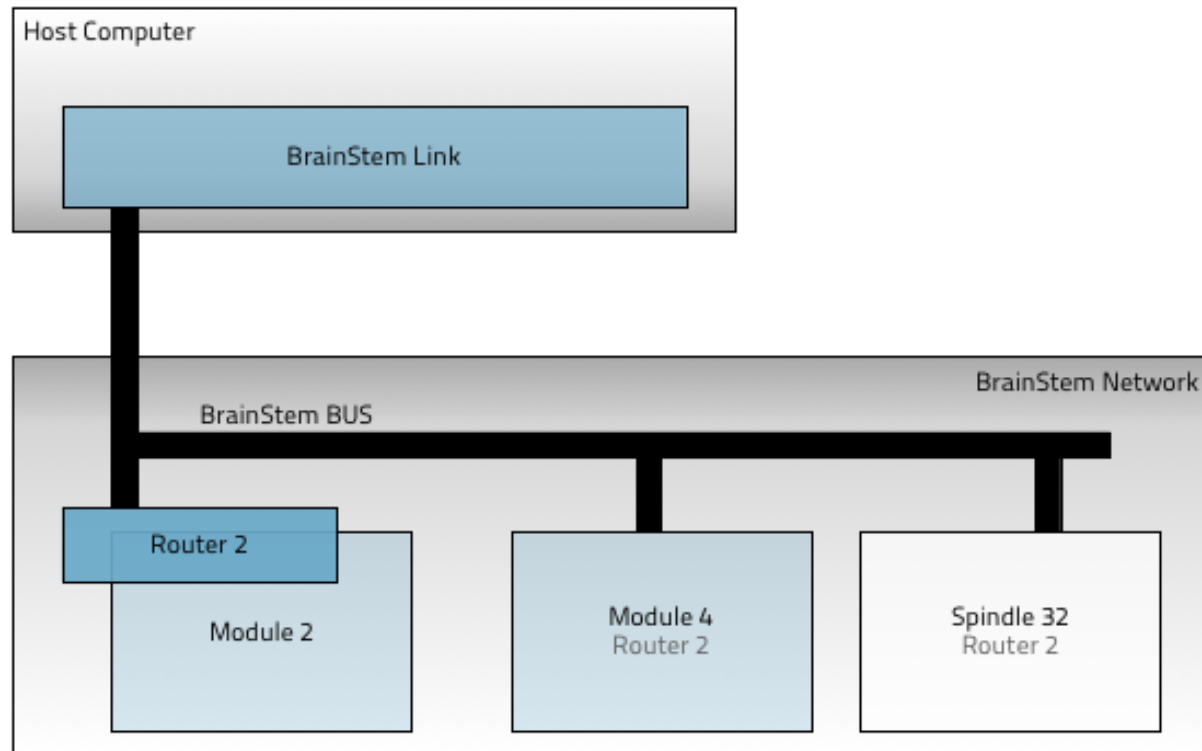 Host Computer
BrainStem Link
BrainStem Network
BrainStem BUS
Router 2
Module 2
Module 4
Router 2
Spindle 32
Router 2